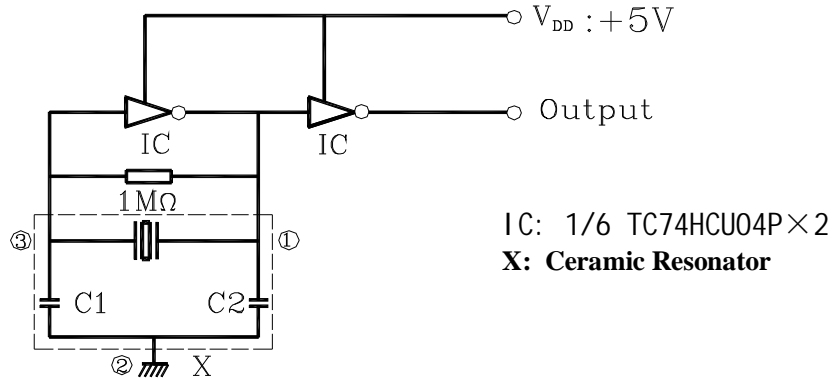 V_DD : +5V
Output
IC
IC
1MΩ
③
①
IC: 1/6 TC74HCU04P×2
X: Ceramic Resonator
C1
C2
②
X